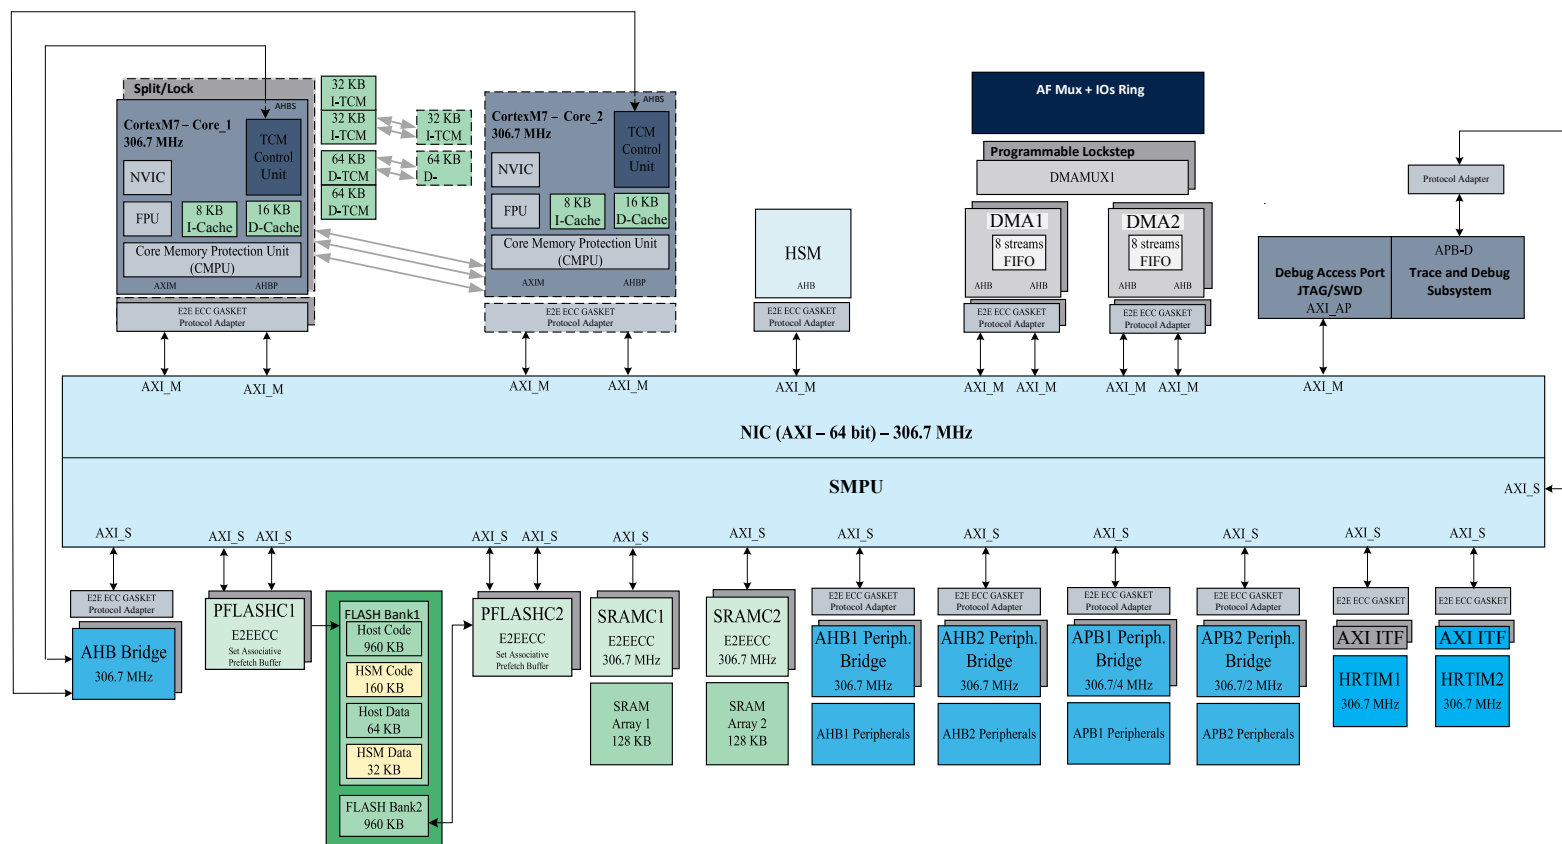 Split/Lock
AHBS
CortexM7 – Core_1
306.7 MHz
TCM
Control
Unit
NVIC
FPU
8 KB
I-Cache
16 KB
D-Cache
Core Memory Protection Unit
(CMPU)
AXIM
AHBP
E2E ECC GASKET
Protocol Adapter
32 KB
I-TCM
32 KB
I-TCM
64 KB
D-TCM
64 KB
D-TCM
32 KB
I-TCM
64 KB
D-
AHBS
CortexM7 – Core_2
306.7 MHz
TCM
Control
Unit
NVIC
FPU
8 KB
I-Cache
16 KB
D-Cache
Core Memory Protection Unit
(CMPU)
AXIM
AHBP
E2E ECC GASKET
Protocol Adapter
HSM
AHB
E2E ECC GASKET
Protocol Adapter
AF Mux + IOs Ring
Programmable Lockstep
DMAMUX1
DMA1
8 streams
FIFO
AHB
AHB
E2E ECC GASKET
Protocol Adapter
DMA2
8 streams
FIFO
AHB
AHB
E2E ECC GASKET
Protocol Adapter
Protocol Adapter
APB-D
Debug Access Port
JTAG/SWD
AXI_AP
Trace and Debug
Subsystem
AXI_M
AXI_M
AXI_M
AXI_M
AXI_M
AXI_M
AXI_M
AXI_M
AXI_M
AXI_M
NIC (AXI – 64 bit) – 306.7 MHz
SMPU
AXI_S
AXI_S
AXI_S
AXI_S
AXI_S
AXI_S
AXI_S
AXI_S
AXI_S
AXI_S
AXI_S
AXI_S
AXI_S
AXI_S
E2E ECC GASKET
Protocol Adapter
AHB Bridge
306.7 MHz
PFLASHC1
E2EECC
Set Associative
Prefetch Buffer
FLASH Bank1
Host Code
960 KB
HSM Code
160 KB
Host Data
64 KB
HSM Data
32 KB
FLASH Bank2
960 KB
PFLASHC2
E2EECC
Set Associative
Prefetch Buffer
SRAMC1
E2EECC
306.7 MHz
SRAM
Array 1
128 KB
SRAMC2
E2EECC
306.7 MHz
SRAM
Array 2
128 KB
E2E ECC GASKET
Protocol Adapter
AHB1 Periph.
Bridge
306.7 MHz
AHB1 Peripherals
E2E ECC GASKET
Protocol Adapter
AHB2 Periph.
Bridge
306.7 MHz
AHB2 Peripherals
E2E ECC GASKET
Protocol Adapter
APB1 Periph.
Bridge
306.7/4 MHz
APB1 Peripherals
E2E ECC GASKET
Protocol Adapter
APB2 Periph.
Bridge
306.7/2 MHz
APB2 Peripherals
E2E ECC GASKET
AXI ITF
HRTIM1
306.7 MHz
E2E ECC GASKET
AXI ITF
HRTIM2
306.7 MHz